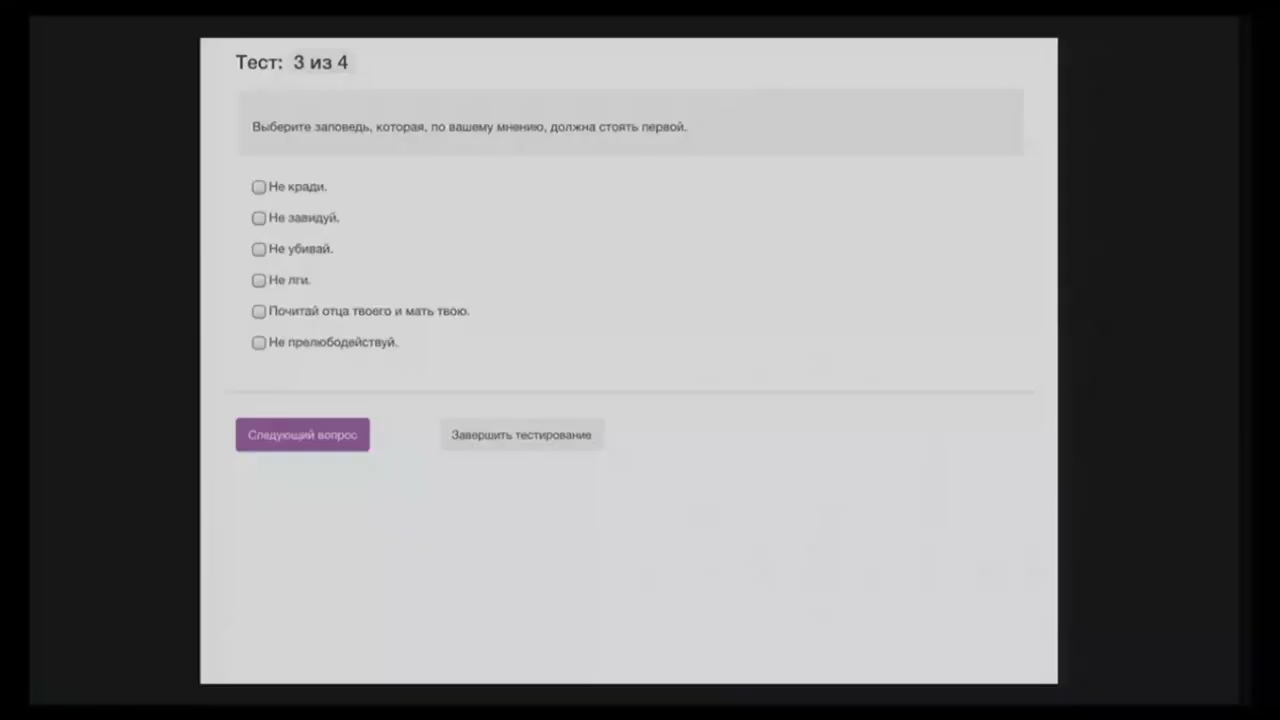 Тест: 3 из 4
Выберите заповедь, которая, по вашему мнению, должна стоять первой.
Не кради.
Не завидуй.
Не убивай.
Не лги.
Почитай отца твоего и мать твою.
Не прелюбодействуй.
Следующий вопрос
Завершить тестирование